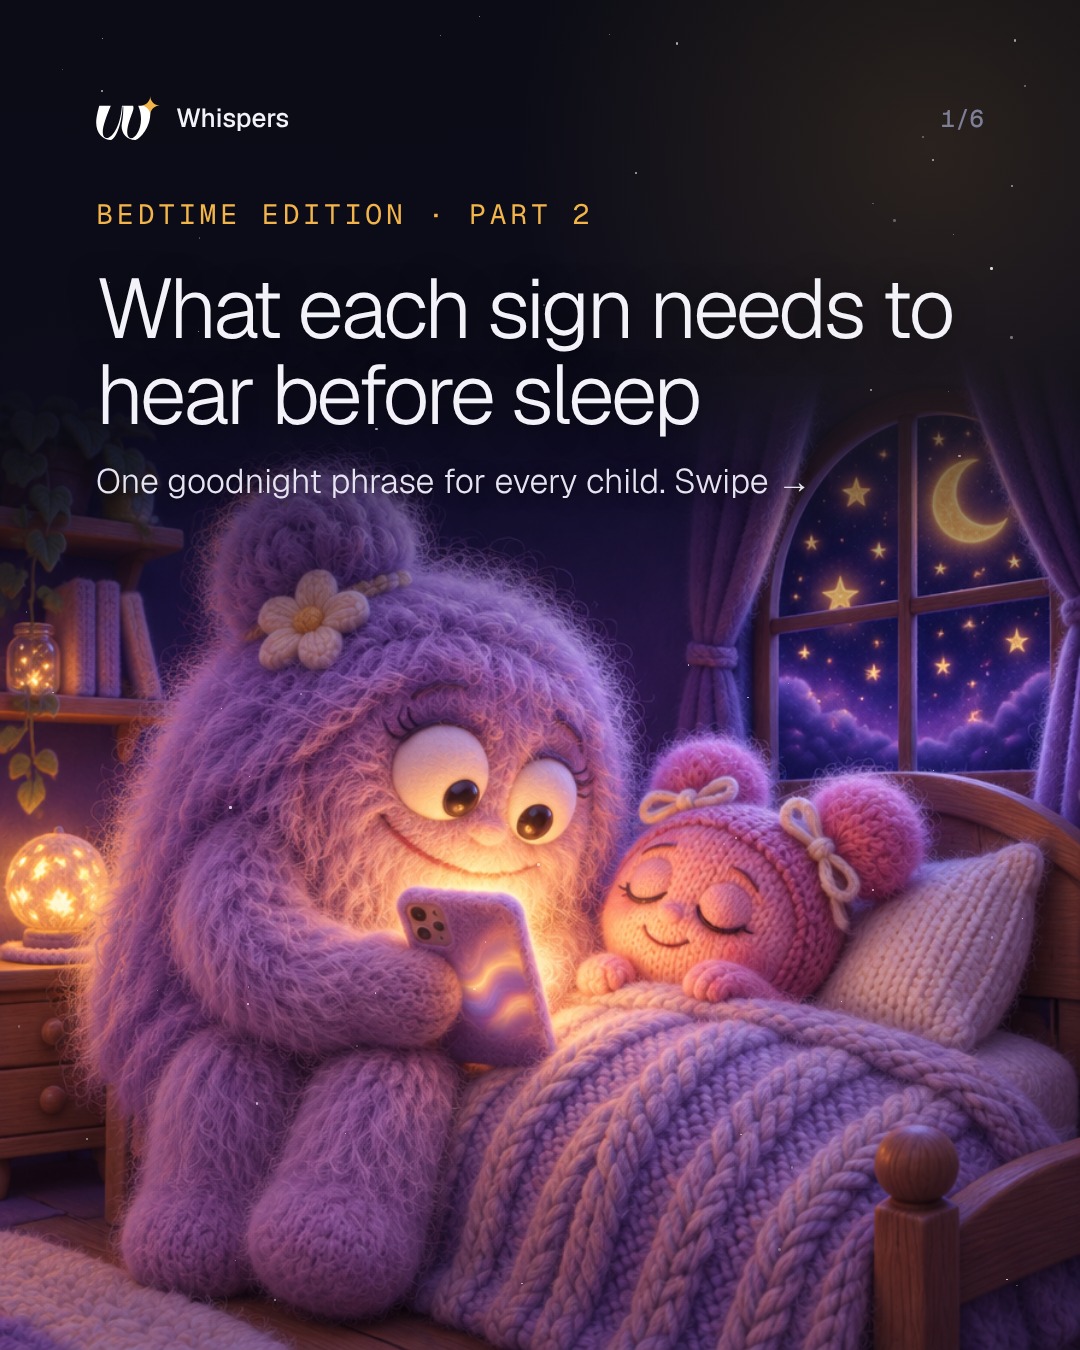 Whispers
1/6
BEDTIME EDITION · PART 2
What each sign needs to
hear before sleep
One goodnight phrase for every child. Swipe →